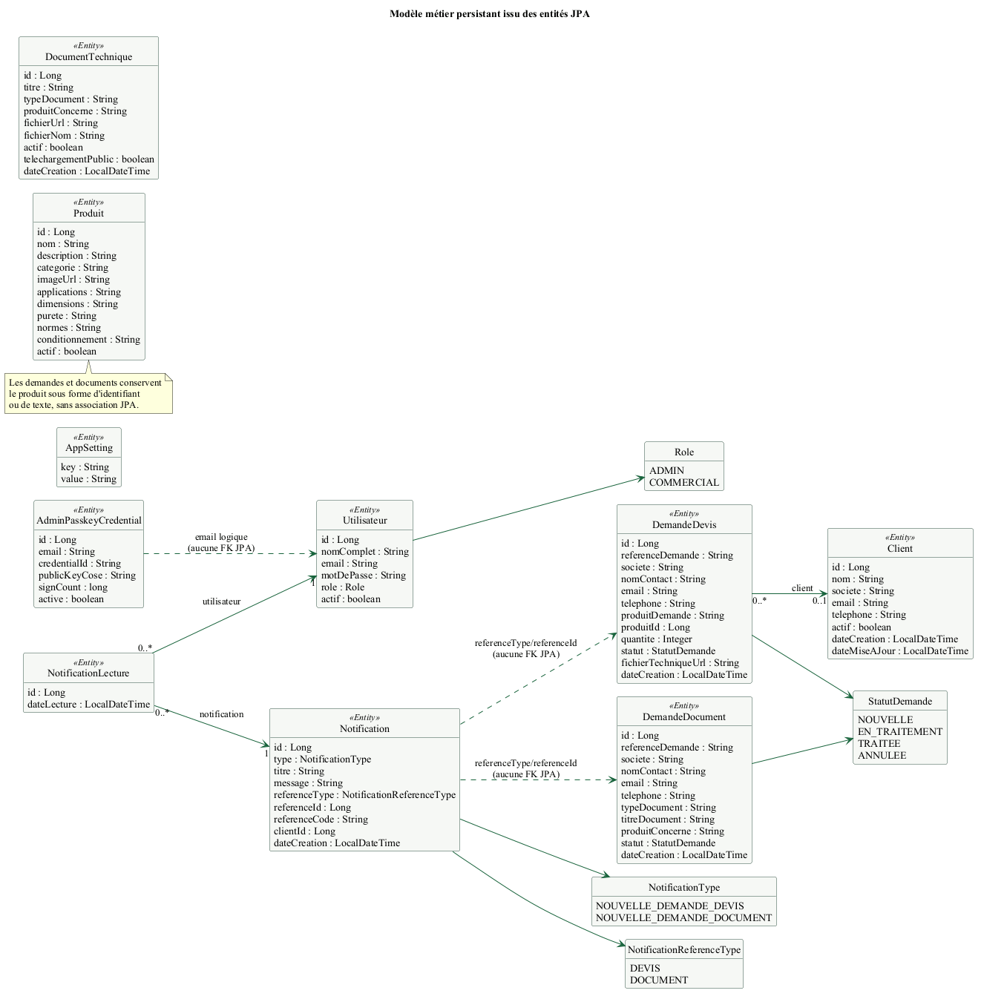 Modèle métier persistant issu des entités JPA
«Entity»
DocumentTechnique
id : Long
titre : String
typeDocument : String
produitConcerne : String
fichierUrl : String
fichierNom : String
actif : boolean
telechargementPublic : boolean
dateCreation : LocalDateTime
«Entity»
Produit
id : Long
nom : String
description : String
categorie : String
imageUrl : String
applications : String
dimensions : String
purete : String
normes : String
conditionnement : String
actif : boolean
Les demandes et documents conservent
le produit sous forme d'identifiant
ou de texte, sans association JPA.
«Entity»
AppSetting
key : String
value : String
«Entity»
AdminPasskeyCredential
id : Long
email : String
credentialId : String
publicKeyCose : String
signCount : long
active : boolean
email logique
(aucune FK JPA)
«Entity»
Utilisateur
id : Long
nomComplet : String
email : String
motDePasse : String
role : Role
actif : boolean
1
utilisateur
0..*
Role
ADMIN
COMMERCIAL
«Entity»
NotificationLecture
id : Long
dateLecture : LocalDateTime
0..*
notification
1
«Entity»
Notification
id : Long
type : NotificationType
titre : String
message : String
referenceType : NotificationReferenceType
referenceId : Long
referenceCode : String
clientId : Long
dateCreation : LocalDateTime
referenceType/referenceId
(aucune FK JPA)
referenceType/referenceId
(aucune FK JPA)
«Entity»
DemandeDevis
id : Long
referenceDemande : String
societe : String
nomContact : String
email : String
telephone : String
produitDemande : String
produitId : Long
quantite : Integer
statut : StatutDemande
fichierTechniqueUrl : String
dateCreation : LocalDateTime
client
0..*
0..1
«Entity»
Client
id : Long
nom : String
societe : String
email : String
telephone : String
actif : boolean
dateCreation : LocalDateTime
dateMiseAJour : LocalDateTime
«Entity»
DemandeDocument
id : Long
referenceDemande : String
societe : String
nomContact : String
email : String
telephone : String
typeDocument : String
titreDocument : String
produitConcerne : String
statut : StatutDemande
dateCreation : LocalDateTime
StatutDemande
NOUVELLE
EN_TRAITEMENT
TRAITEE
ANNULEE
NotificationType
NOUVELLE_DEMANDE_DEVIS
NOUVELLE_DEMANDE_DOCUMENT
NotificationReferenceType
DEVIS
DOCUMENT